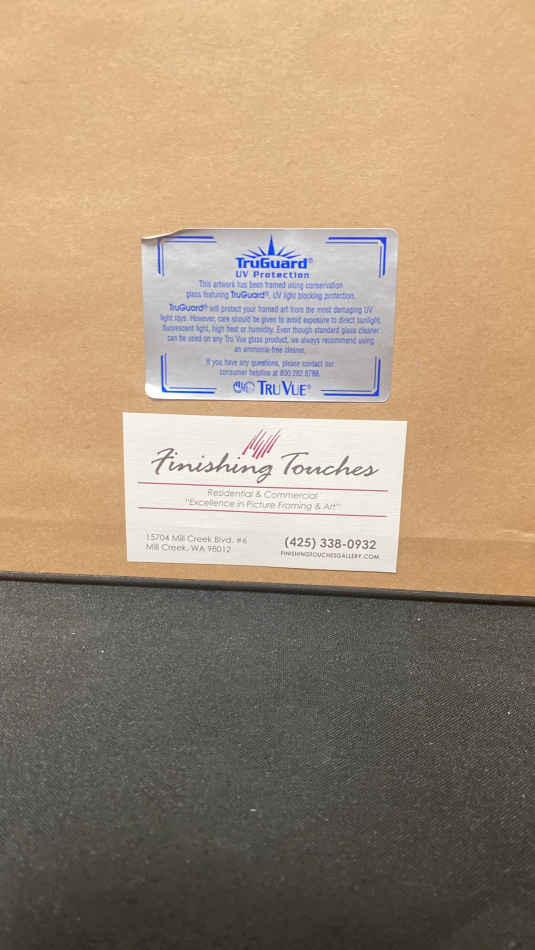 TruGuard®
UV Protection
This artwork has been framed using conservation
glass featuring TruGuard®, UV light blocking protection.
TruGuard® will protect your framed art from the most damaging UV
light rays. However, care should be given to avoid exposure to direct sunlight,
fluorescent light, high heat or humidity. Even though standard glass cleaner
can be used on any Tru Vue glass product, we always recommend using
an ammonia-free cleaner.
If you have any questions, please contact our
consumer helpline at 800.282.8788.
TRU VUE®
Finishing Touches
Residential & Commercial
"Excellence in Picture Framing & Art"
15704 Mill Creek Blvd. #6
Mill Creek, WA 98012
(425) 338-0932
FINISHINGTOUCHESGALLERY.COM